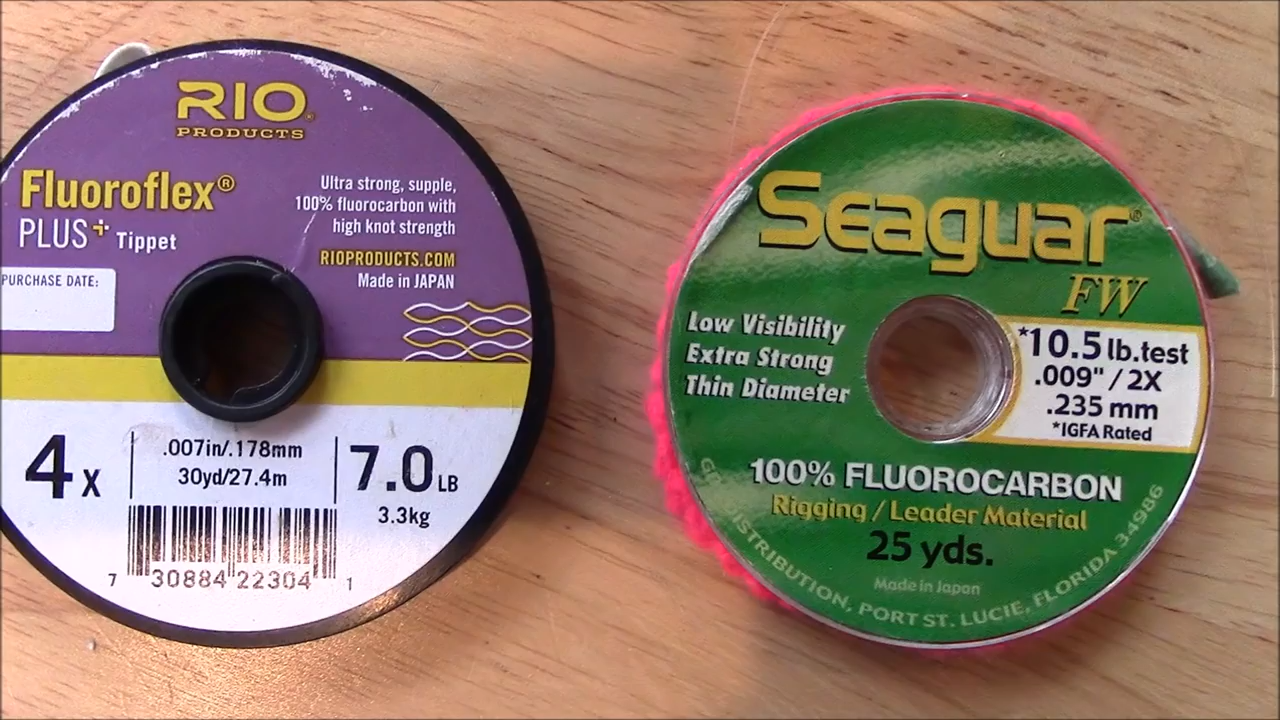 RIO®
PRODUCTS
Fluoroflex®
PLUS+ Tippet
Ultra strong, supple,
100% fluorocarbon with
high knot strength
RIOPRODUCTS.COM
Made in JAPAN
PURCHASE DATE:
4X
.007in/.178mm
30yd/27.4m
7.0LB
3.3kg
7 30884 22304 1
Seaguar®
FW
Low Visibility
Extra Strong
Thin Diameter
*10.5 lb.test
.009" / 2X
.235 mm
*IGFA Rated
100% FLUOROCARBON
Rigging / Leader Material
25 yds.
Made in Japan
DISTRIBUTION, PORT ST. LUCIE, FLORIDA 34986